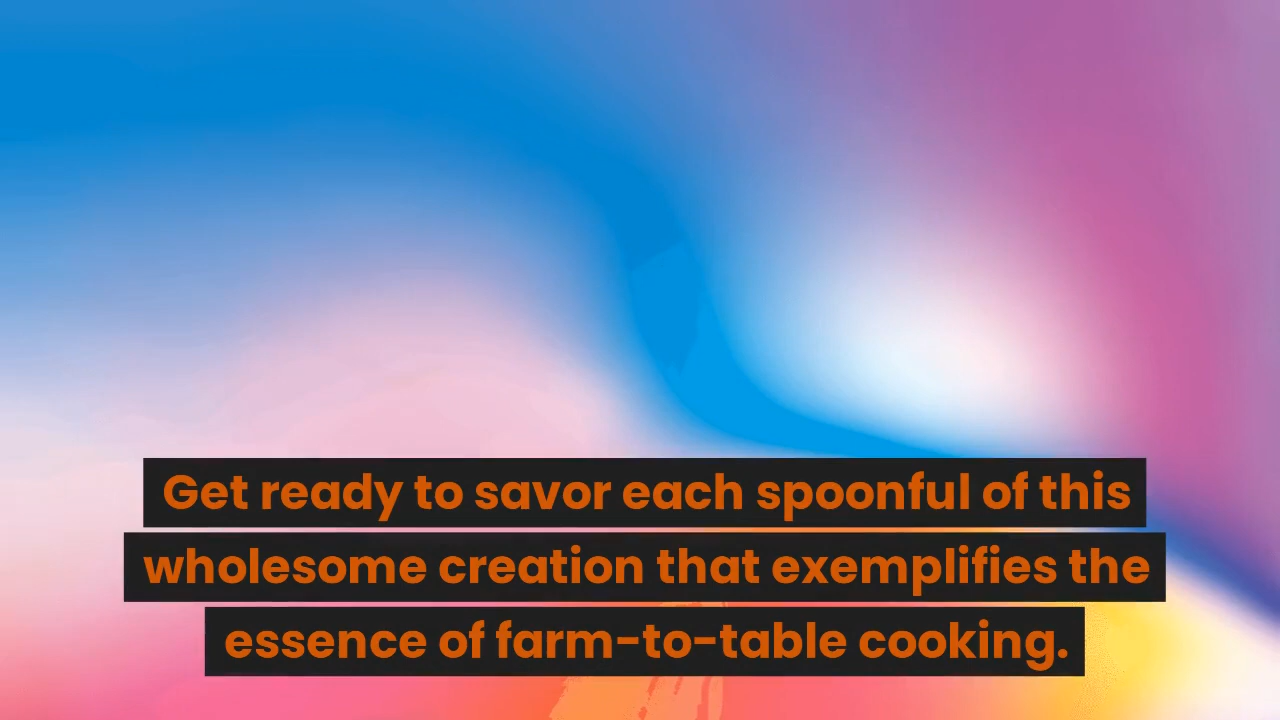 Get ready to savor each spoonful of this
wholesome creation that exemplifies the
essence of farm-to-table cooking.